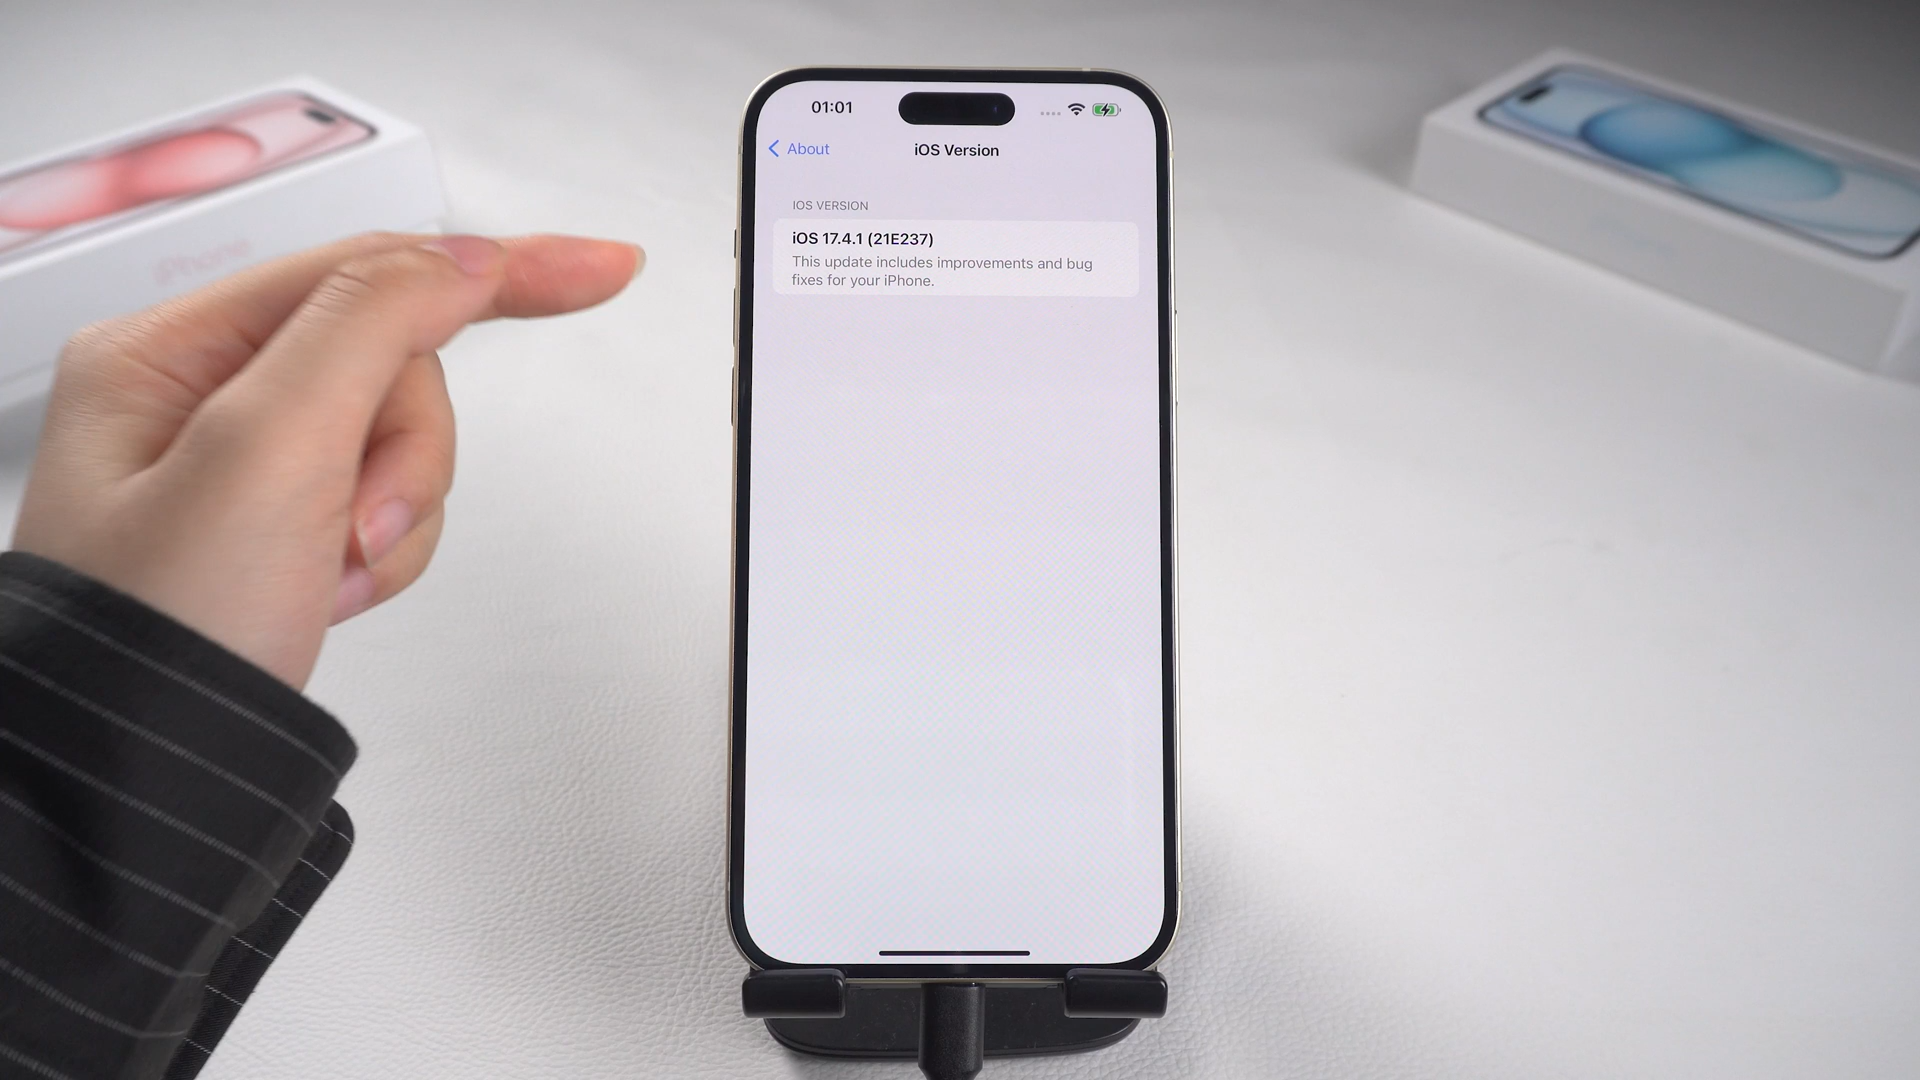 01:01
About
iOS Version
IOS VERSION
iOS 17.4.1 (21E237)
This update includes improvements and bug
fixes for your iPhone.
iPhone